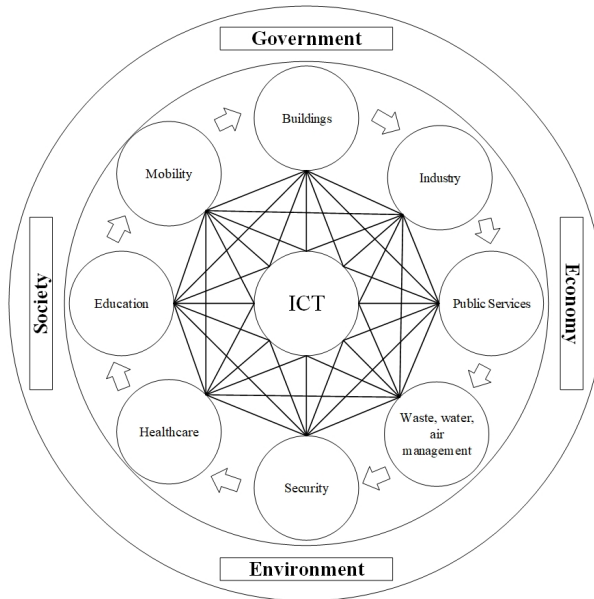 Government
Buildings
Mobility
Industry
Society
Education
ICT
Public Services
Economy
Healthcare
Waste, water,
air
management
Security
Environment